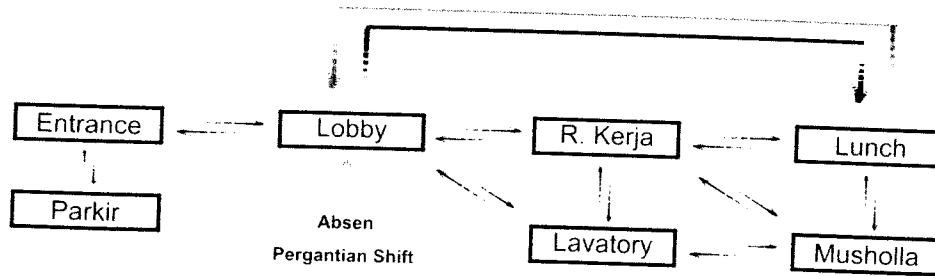 Entrance
Lobby
R. Kerja
Lunch
Parkir
Absen
Pergantian Shift
Lavatory
Musholla